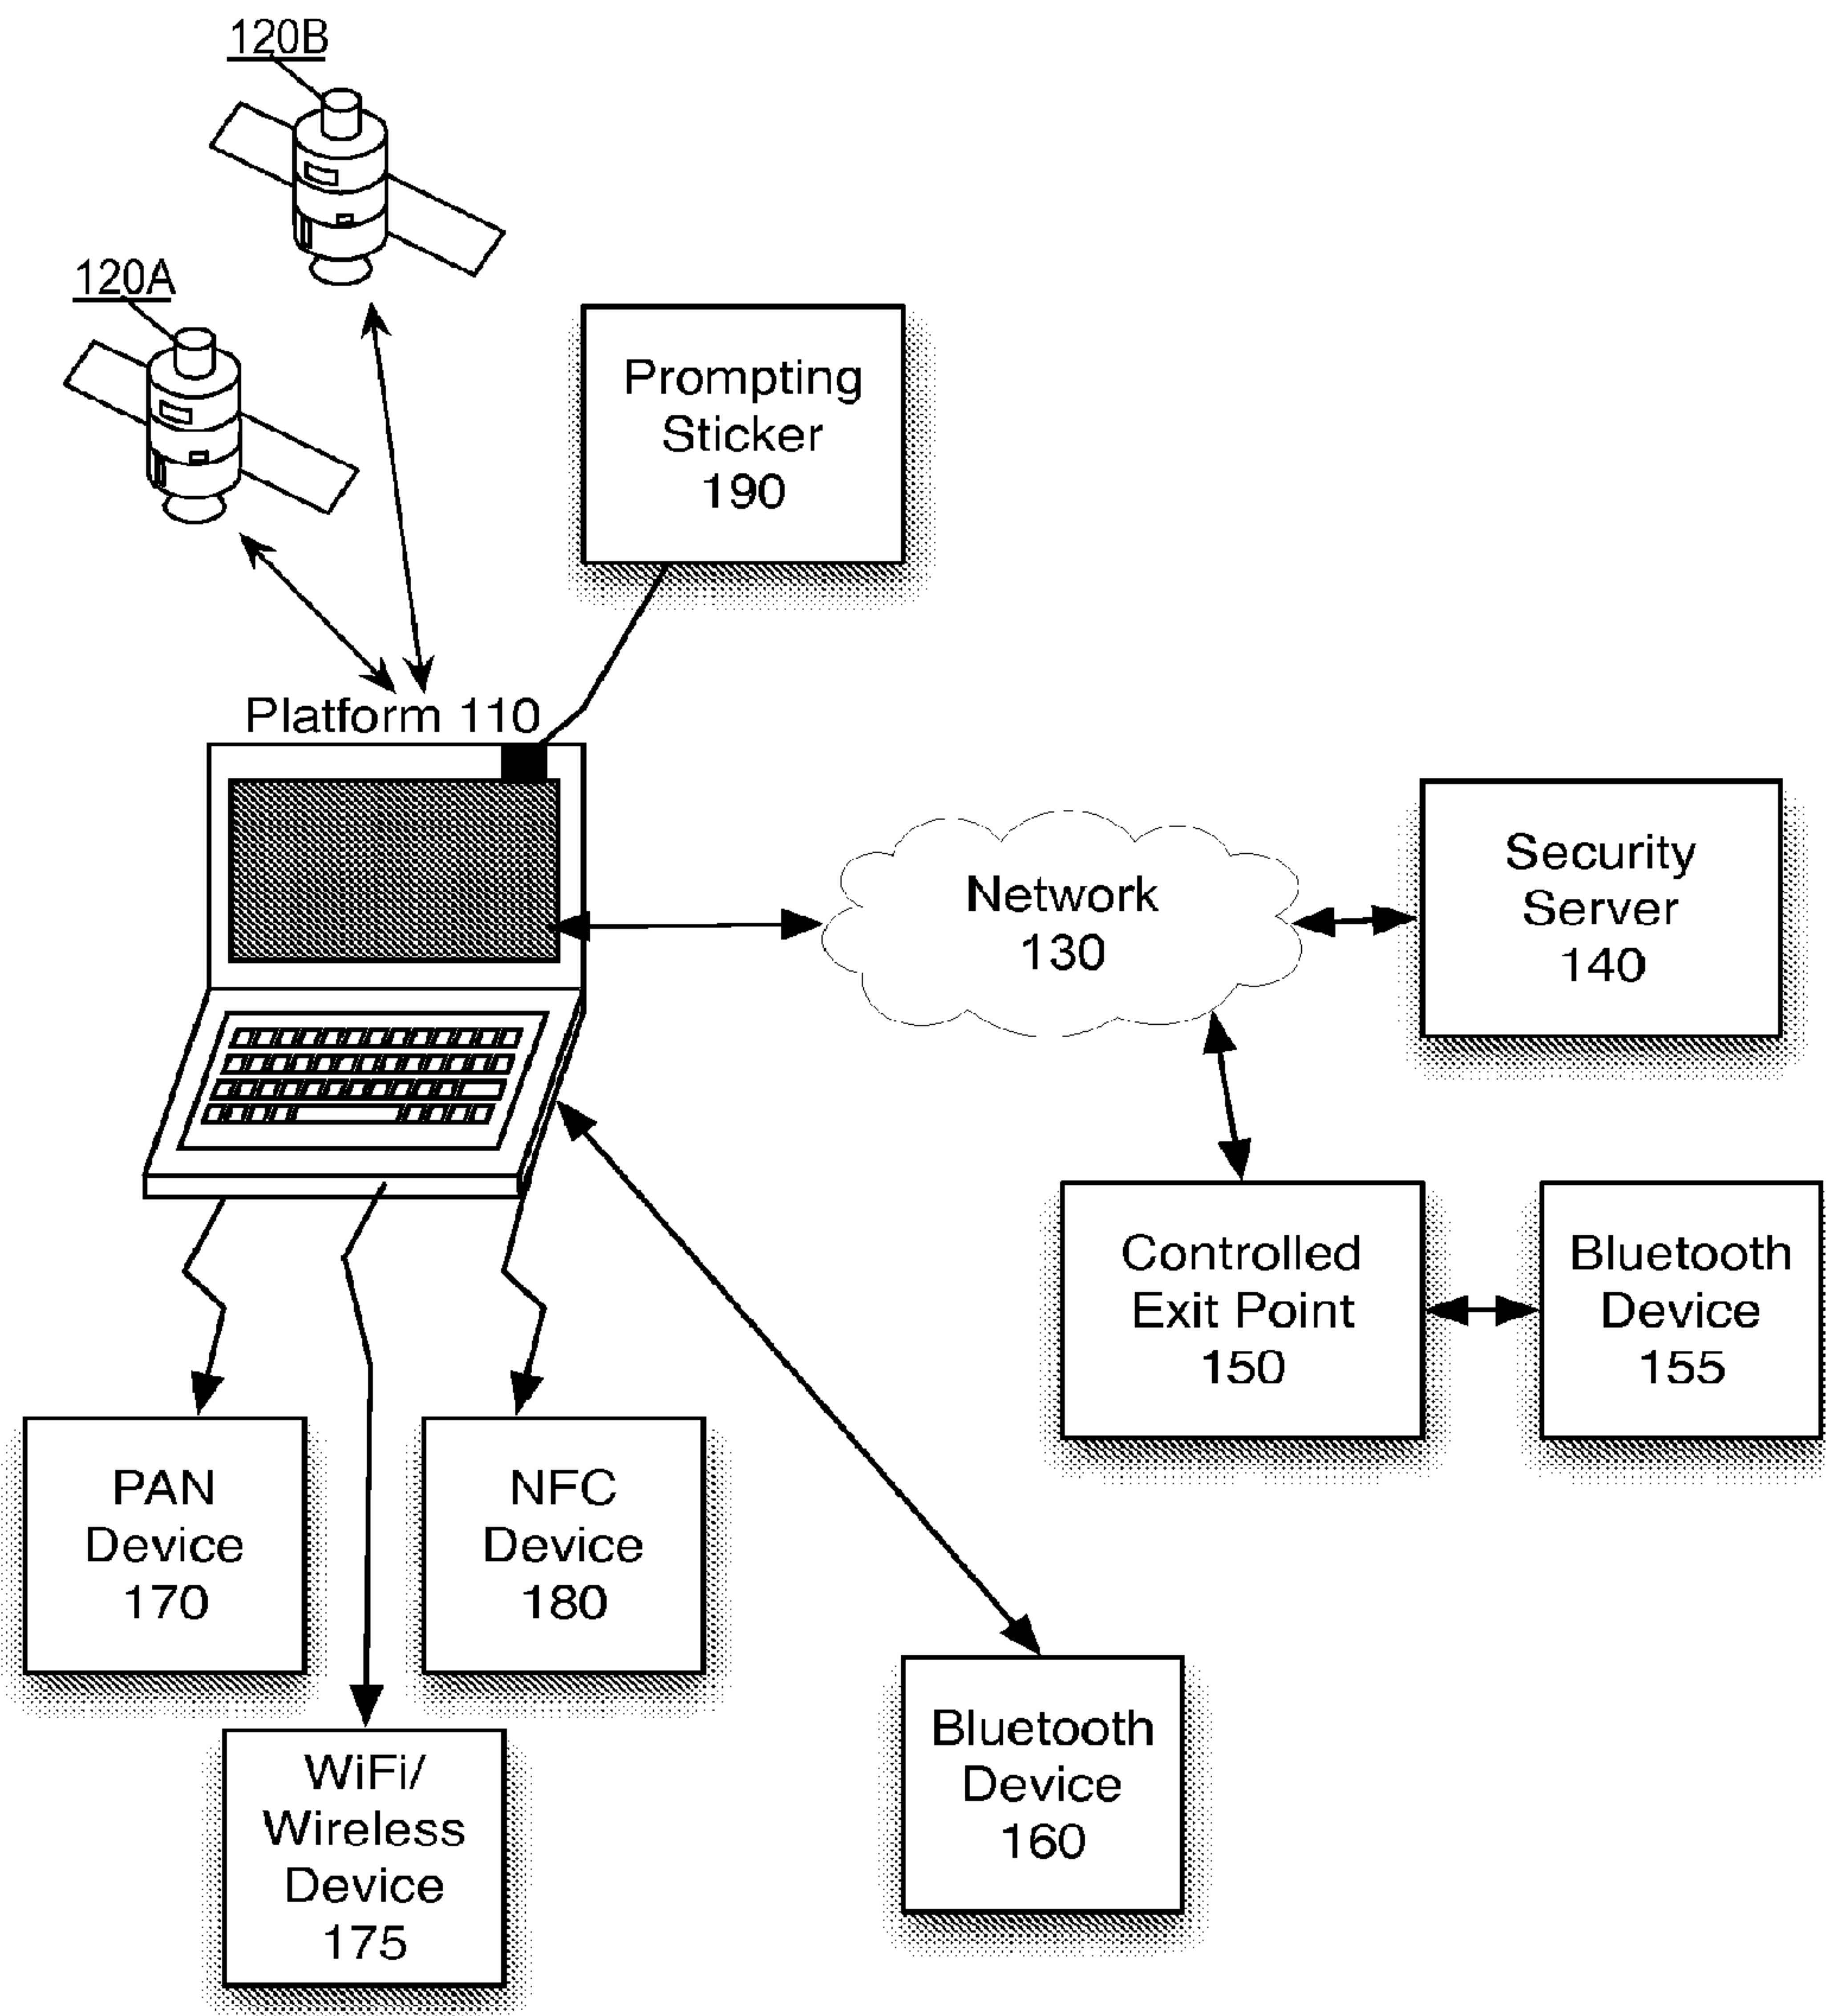 120B
120A
Prompting
Sticker
190
Platform 110
Network
130
Security
Server
140
Controlled
Exit Point
150
Bluetooth
Device
155
PAN
Device
170
NFC
Device
180
WiFi/
Wireless
Device
175
Bluetooth
Device
160